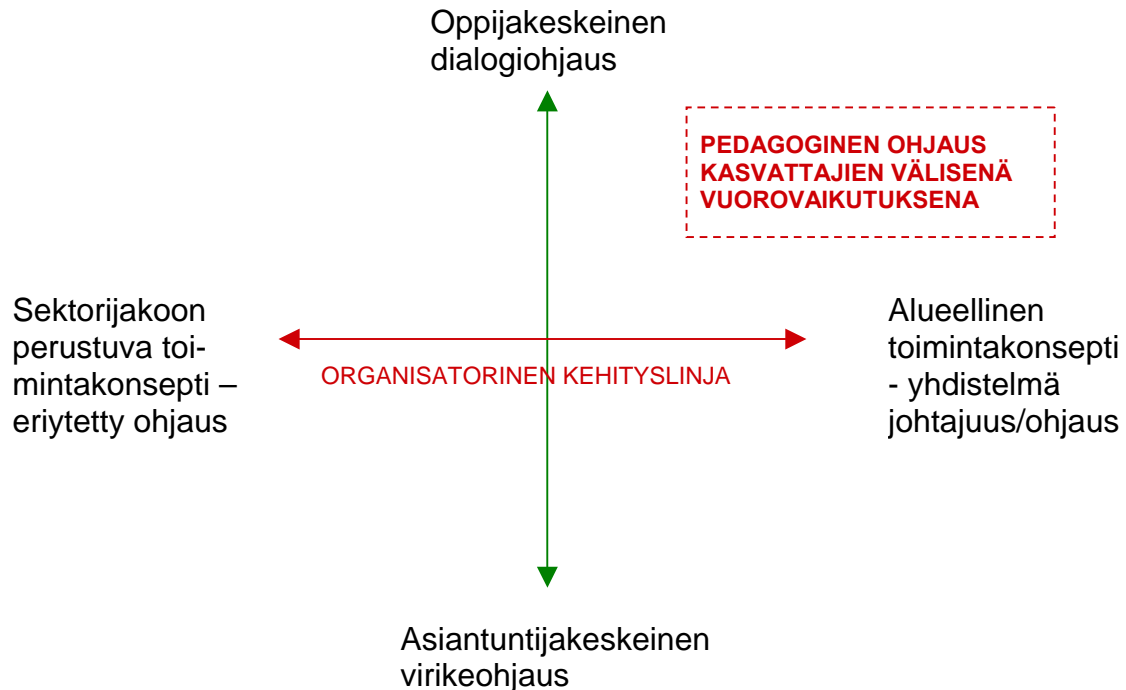 Oppijakeskeinen
dialogiohjaus
PEDAGOGINEN OHJAUS
KASVATTAJIEN VÄLISENÄ
VUOROVAIKUTUKSENA
Sektorijakoon
perustuva toi-
mintakonsepti –
eriytetty ohjaus
ORGANISATORINEN KEHITYSLINJA
Alueellinen
toimintakonsepti
- yhdistelmä
johtajuus/ohjaus
Asiantuntijakeskeinen
virikeohjaus